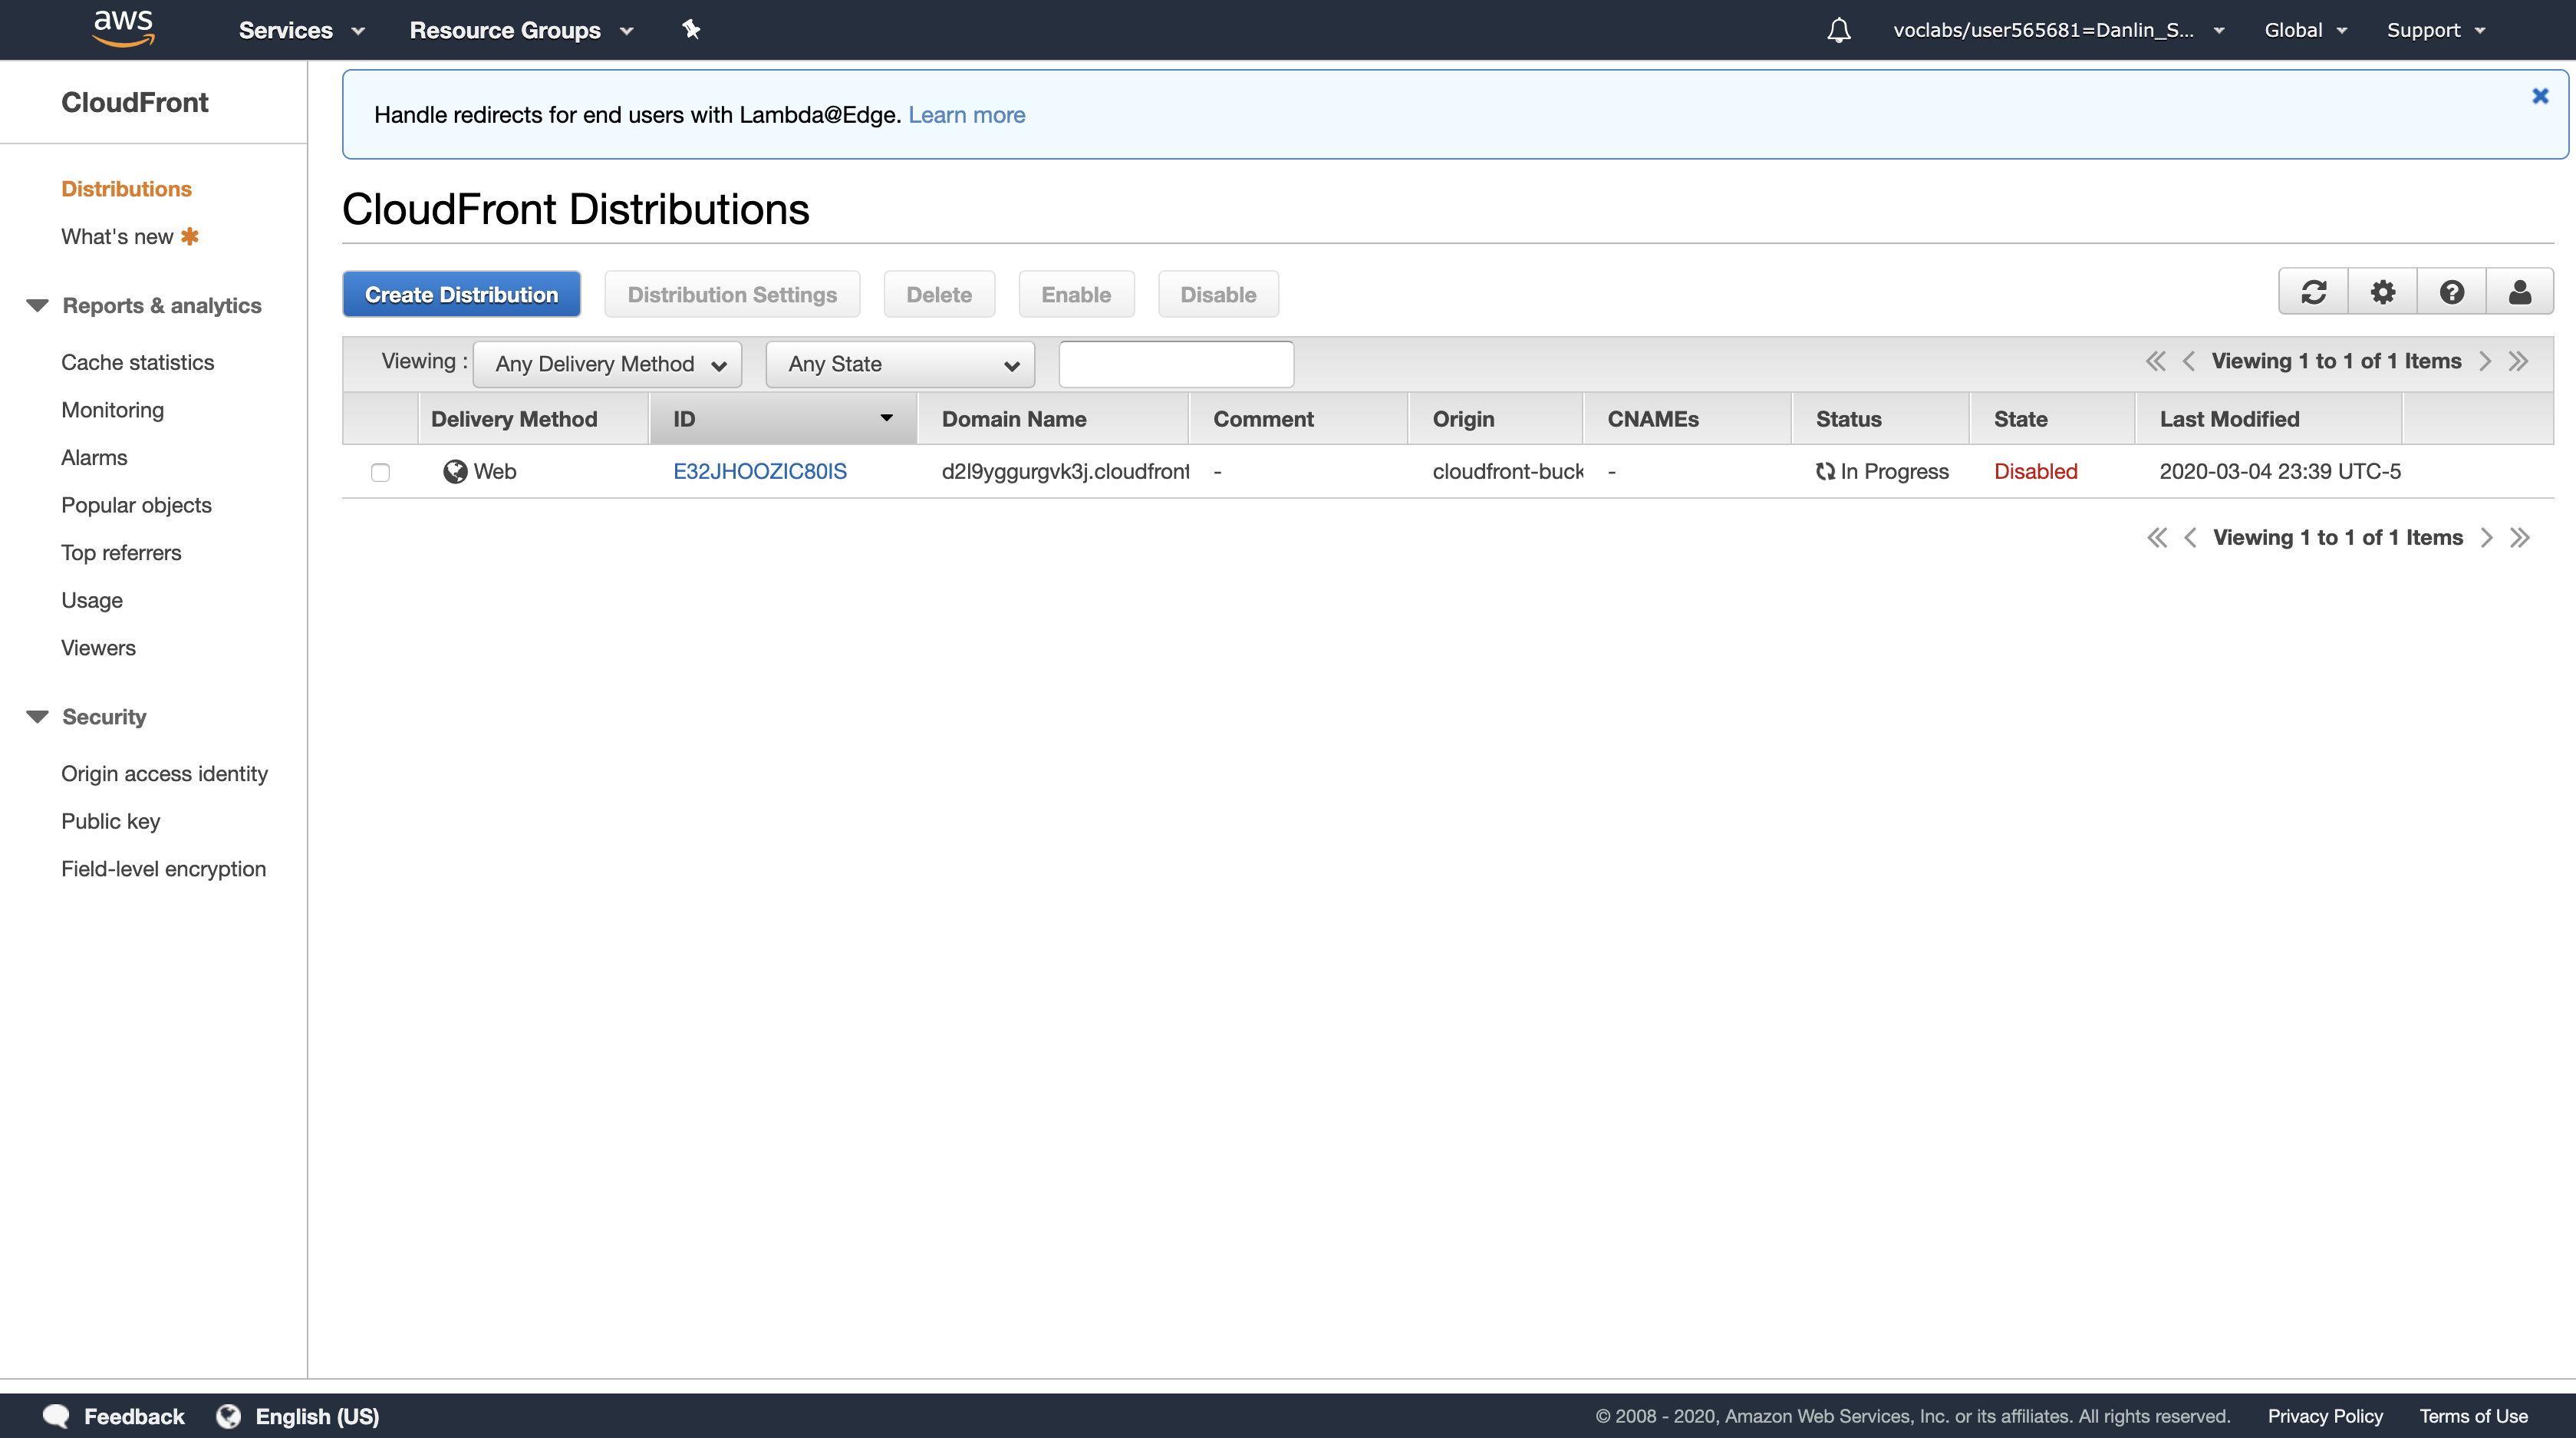 aws Services Resource Groups voclabs/user565681=Danlin_S... Global Support
CloudFront
Distributions
What's new
Reports & analytics
Cache statistics
Monitoring
Alarms
Popular objects
Top referrers
Usage
Viewers
Security
Origin access identity
Public key
Field-level encryption
Handle redirects for end users with Lambda@Edge. Learn more
CloudFront Distributions
Create Distribution Distribution Settings Delete Enable Disable
Viewing : Any Delivery Method Any State Viewing 1 to 1 of 1 Items
Delivery Method ID Domain Name Comment Origin CNAMEs Status State Last Modified
Web E32JHOOZIC80IS d2l9yggurgvk3j.cloudfront - cloudfront-buck - In Progress Disabled 2020-03-04 23:39 UTC-5
Viewing 1 to 1 of 1 Items
Feedback English (US) © 2008 - 2020, Amazon Web Services, Inc. or its affiliates. All rights reserved. Privacy Policy Terms of Use